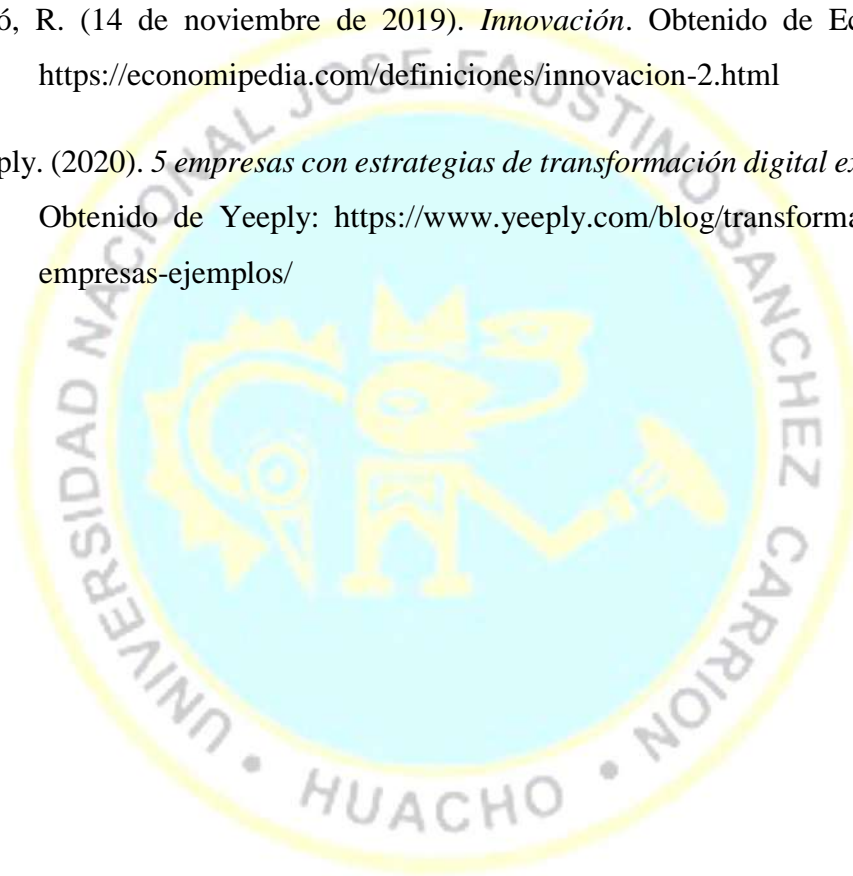 ó, R. (14 de noviembre de 2019). Innovación. Obtenido de Ec
https://economipedia.com/definiciones/innovacion-2.html
ply. (2020). 5 empresas con estrategias de transformación digital ex
Obtenido de Yeeply: https://www.yeeply.com/blog/transforma
empresas-ejemplos/
UNIVERSIDAD NACIONAL JOSE FAUSTINO SANCHEZ CARRION • HUACHO •